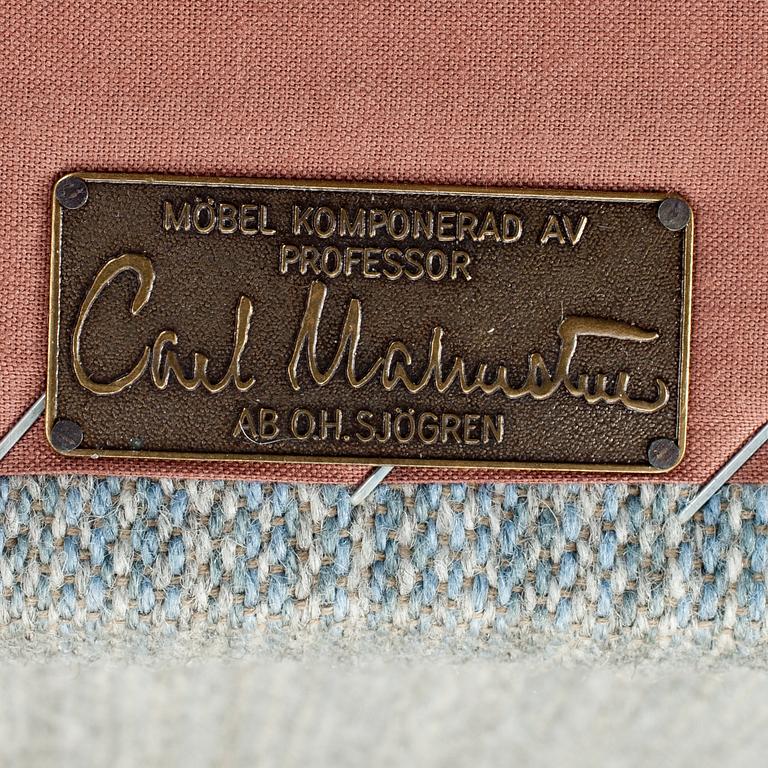 MÖBEL KOMPONERAD AV
PROFESSOR
Carl Malmsten
AB O.H. SJÖGREN